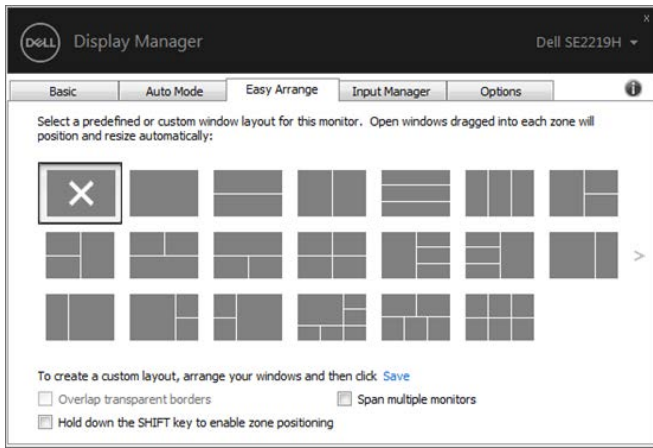 x
DELL Display Manager Dell SE2219H
Basic Auto Mode Easy Arrange Input Manager Options
Select a predefined or custom window layout for this monitor. Open windows dragged into each zone will
position and resize automatically:
>
To create a custom layout, arrange your windows and then click Save
Overlap transparent borders Span multiple monitors
Hold down the SHIFT key to enable zone positioning